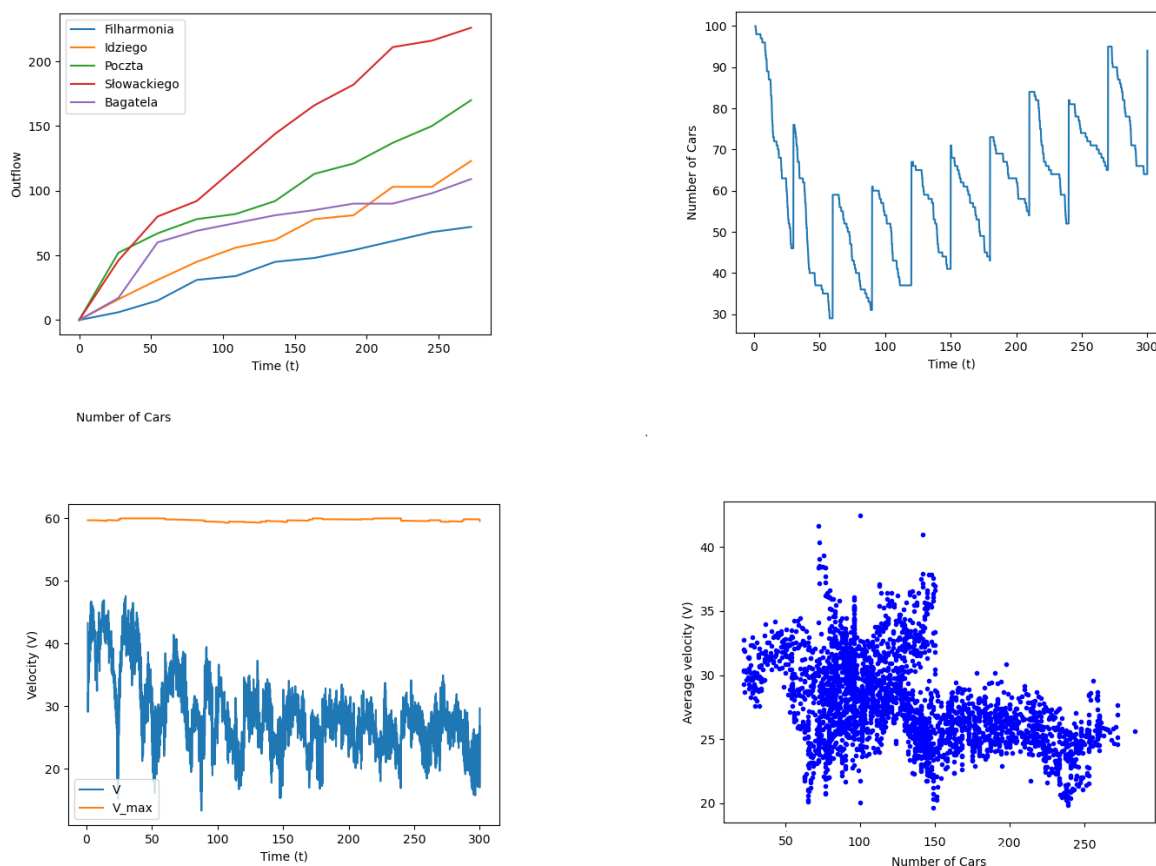 Filharmonia
Idziego
Poczta
Słowackiego
Bagatela
200
150
100
50
0
Outflow
0 50 100 150 200 250
Time (t)
100
90
80
70
60
50
40
30
Number of Cars
0 50 100 150 200 250 300
Time (t)
Number of Cars
.
60
50
40
30
20
Velocity (V)
V
V_max
0 50 100 150 200 250 300
Time (t)
40
35
30
25
20
Average velocity (V)
50 100 150 200 250
Number of Cars